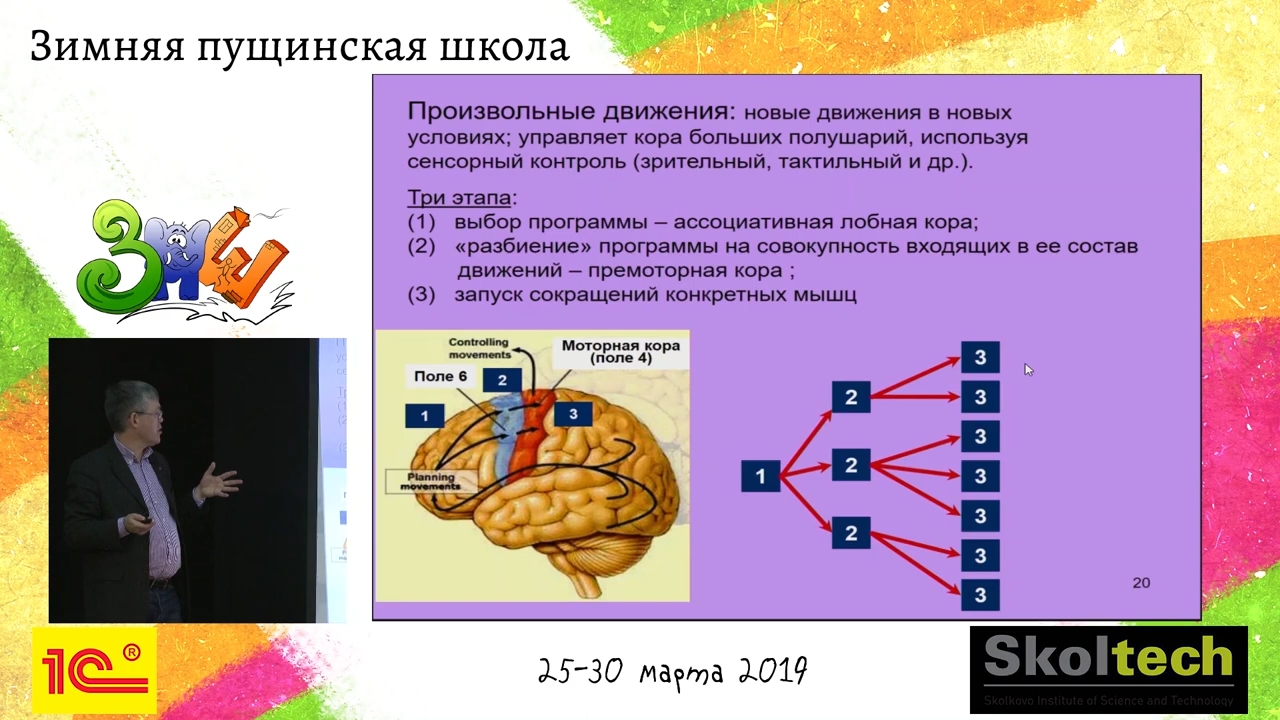 Зимняя пущинская школа
Произвольные движения: новые движения в новых
условиях; управляет кора больших полушарий, используя
сенсорный контроль (зрительный, тактильный и др.).
Три этапа:
(1) выбор программы – ассоциативная лобная кора;
(2) «разбиение» программы на совокупность входящих в ее состав
движений – премоторная кора ;
(3) запуск сокращений конкретных мышц
ЗПШ
Controlling
movements
Моторная кора
(поле 4)
Поле 6
2
1
3
Planning
movements
3
3
2
3
1
2
3
3
2
3
3
20
1С®
25-30 марта 2019
Skoltech
Skolkovo Institute of Science and Technology